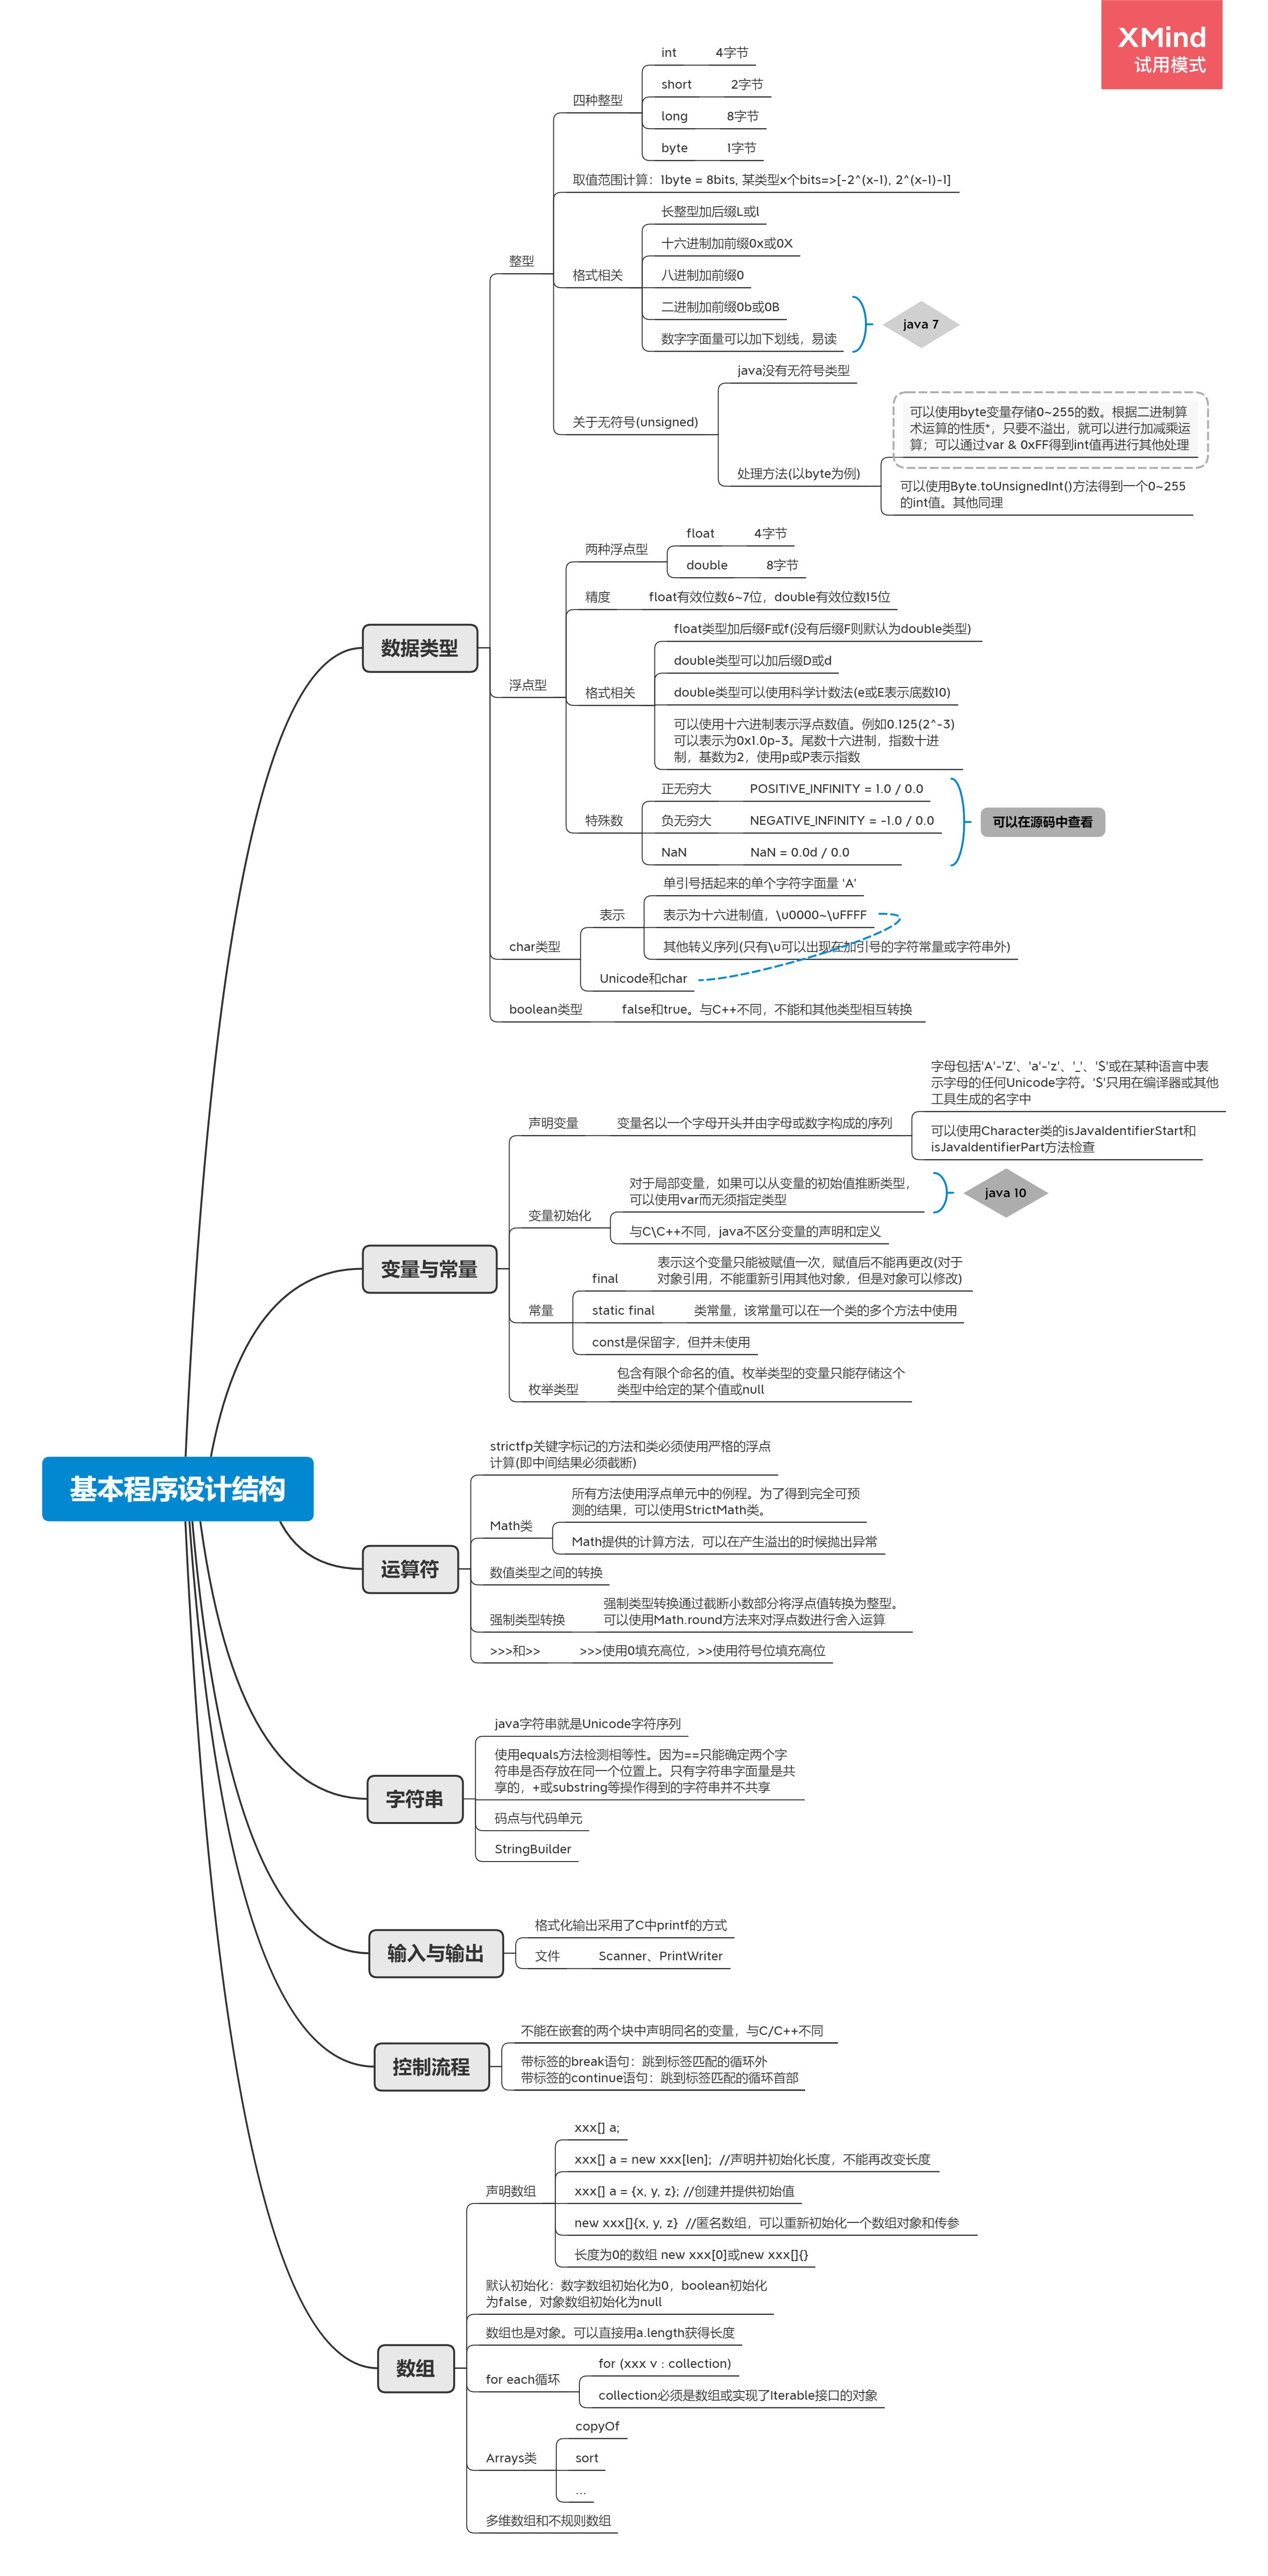 XMind
试用模式
基本程序设计结构
数据类型
整型
四种整型
int 4字节
short 2字节
long 8字节
byte 1字节
取值范围计算：1byte = 8bits, 某类型x个bits=>[-2^(x-1), 2^(x-1)-1]
格式相关
长整型加后缀L或l
十六进制加前缀0x或0X
八进制加前缀0
二进制加前缀0b或0B
数字字面量可以加下划线，易读
java 7
关于无符号(unsigned)
java没有无符号类型
处理方法(以byte为例)
可以使用byte变量存储0~255的数。根据二进制算
术运算的性质*，只要不溢出，就可以进行加减乘运
算；可以通过var & 0xFF得到int值再进行其他处理
可以使用Byte.toUnsignedInt()方法得到一个0~255
的int值。其他同理
浮点型
两种浮点型
float 4字节
double 8字节
精度 float有效位数6~7位，double有效位数15位
格式相关
float类型加后缀F或f(没有后缀F则默认为double类型)
double类型可以加后缀D或d
double类型可以使用科学计数法(e或E表示底数10)
可以使用十六进制表示浮点数值。例如0.125(2^-3)
可以表示为0x1.0p-3。尾数十六进制，指数十进
制，基数为2，使用p或P表示指数
特殊数
正无穷大 POSITIVE_INFINITY = 1.0 / 0.0
负无穷大 NEGATIVE_INFINITY = -1.0 / 0.0
NaN NaN = 0.0d / 0.0
可以在源码中查看
char类型
表示
单引号括起来的单个字符字面量 'A'
表示为十六进制值，\u0000~\uFFFF
其他转义序列(只有\u可以出现在加引号的字符常量或字符串外)
Unicode和char
boolean类型 false和true。与C++不同，不能和其他类型相互转换
变量与常量
声明变量 变量名以一个字母开头并由字母或数字构成的序列
字母包括'A'-'Z'、'a'-'z'、'_'、'$'或在某种语言中表
示字母的任何Unicode字符。'$'只用在编译器或其他
工具生成的名字中
可以使用Character类的isJavaIdentifierStart和
isJavaIdentifierPart方法检查
变量初始化
对于局部变量，如果可以从变量的初始值推断类型，
可以使用var而无须指定类型
java 10
与C\C++不同，java不区分变量的声明和定义
常量
final
表示这个变量只能被赋值一次，赋值后不能再更改(对于
对象引用，不能重新引用其他对象，但是对象可以修改)
static final 类常量，该常量可以在一个类的多个方法中使用
const是保留字，但并未使用
枚举类型
包含有限个命名的值。枚举类型的变量只能存储这个
类型中给定的某个值或null
运算符
strictfp关键字标记的方法和类必须使用严格的浮点
计算(即中间结果必须截断)
Math类
所有方法使用浮点单元中的例程。为了得到完全可预
测的结果，可以使用StrictMath类。
Math提供的计算方法，可以在产生溢出的时候抛出异常
数值类型之间的转换
强制类型转换
强制类型转换通过截断小数部分将浮点值转换为整型。
可以使用Math.round方法来对浮点数进行舍入运算
>>>和>> >>>使用0填充高位，>>使用符号位填充高位
字符串
java字符串就是Unicode字符序列
使用equals方法检测相等性。因为==只能确定两个字
符串是否存放在同一个位置上。只有字符串字面量是共
享的，+或substring等操作得到的字符串并不共享
码点与代码单元
StringBuilder
输入与输出
格式化输出采用了C中printf的方式
文件 Scanner、PrintWriter
控制流程
不能在嵌套的两个块中声明同名的变量，与C/C++不同
带标签的break语句：跳到标签匹配的循环外
带标签的continue语句：跳到标签匹配的循环首部
数组
声明数组
xxx[] a;
xxx[] a = new xxx[len]; //声明并初始化长度，不能再改变长度
xxx[] a = {x, y, z}; //创建并提供初始值
new xxx[]{x, y, z} //匿名数组，可以重新初始化一个数组对象和传参
长度为0的数组 new xxx[0]或new xxx[]{}
默认初始化：数字数组初始化为0，boolean初始化
为false，对象数组初始化为null
数组也是对象。可以直接用a.length获得长度
for each循环
for (xxx v : collection)
collection必须是数组或实现了Iterable接口的对象
Arrays类
copyOf
sort
...
多维数组和不规则数组